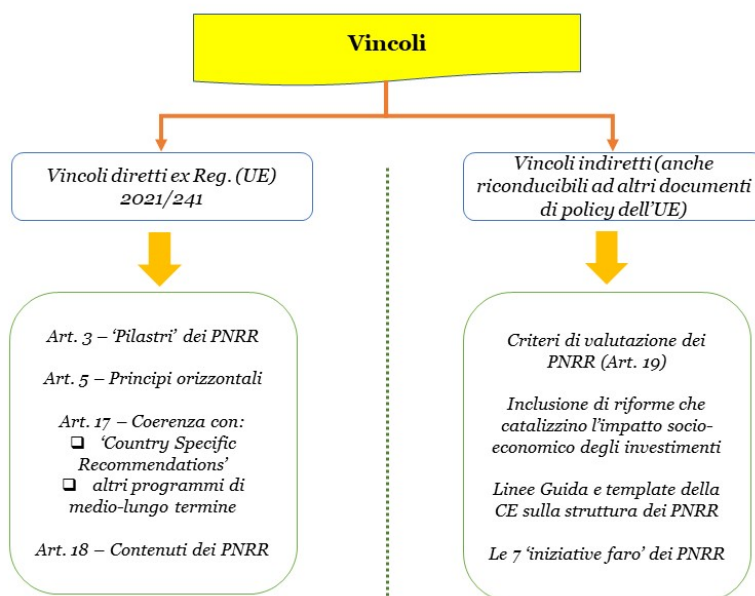 Vincoli
Vincoli diretti ex Reg. (UE)
2021/241
Art. 3 – ‘Pilastri’ dei PNRR
Art. 5 – Principi orizzontali
Art. 17 – Coerenza con:
❑ ‘Country Specific
Recommendations’
❑ altri programmi di
medio-lungo termine
Art. 18 – Contenuti dei PNRR
Vincoli indiretti (anche
riconducibili ad altri documenti
di policy dell’UE)
Criteri di valutazione dei
PNRR (Art. 19)
Inclusione di riforme che
catalizzino l’impatto socio-
economico degli investimenti
Linee Guida e template della
CE sulla struttura dei PNRR
Le 7 ‘iniziative faro’ dei PNRR